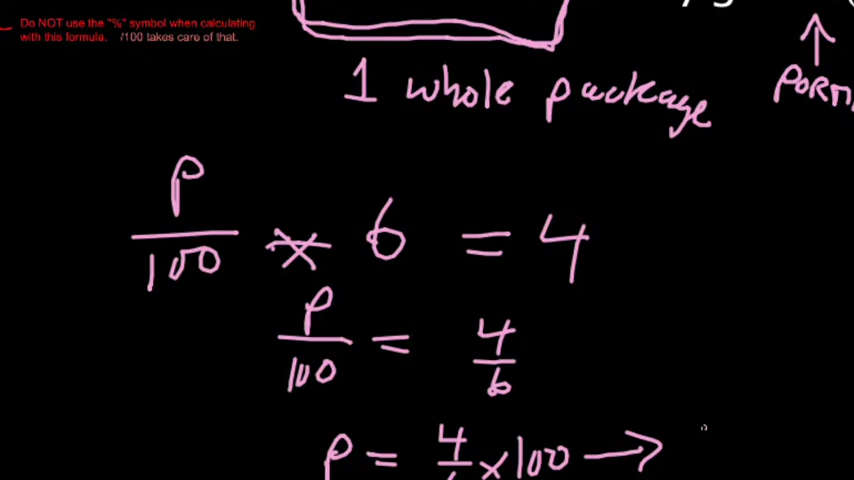 Do NOT use the "%" symbol when calculating
with this formula. /100 takes care of that.
1 whole package
P/100 * 6 = 4
P/100 = 4/6
P = 4/6 x 100 →